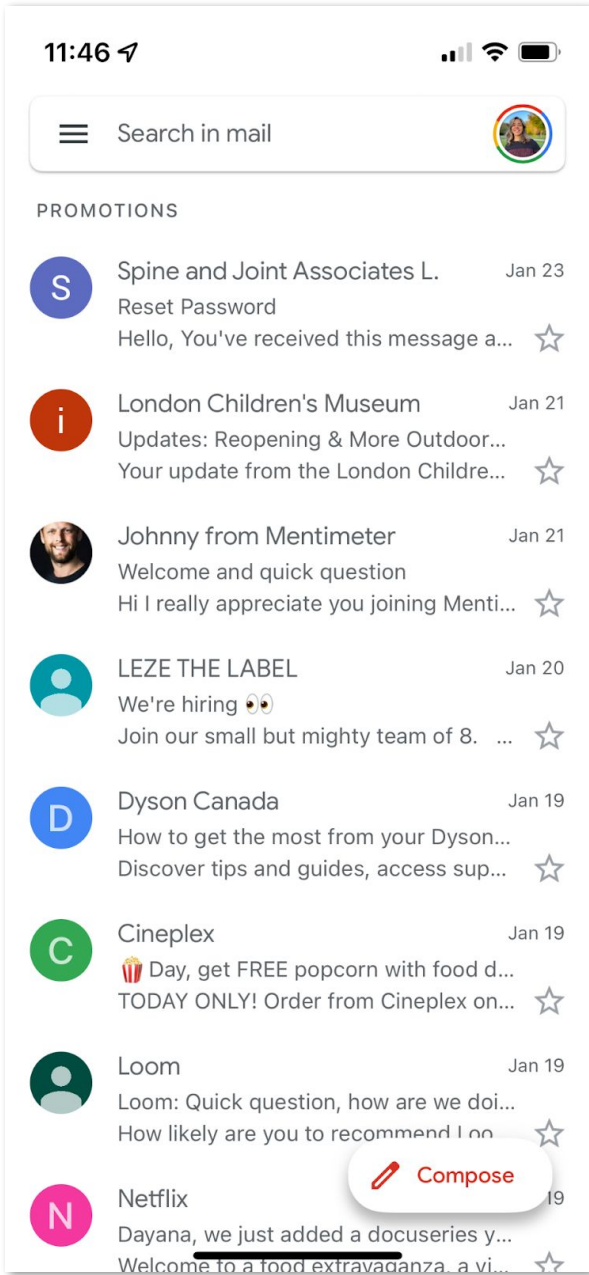 11:46
Search in mail
PROMOTIONS
S
Spine and Joint Associates L.
Jan 23
Reset Password
Hello, You've received this message a...
i
London Children's Museum
Jan 21
Updates: Reopening & More Outdoor...
Your update from the London Childre...
Johnny from Mentimeter
Jan 21
Welcome and quick question
Hi I really appreciate you joining Menti...
LEZE THE LABEL
Jan 20
We're hiring 👀
Join our small but mighty team of 8. ...
D
Dyson Canada
Jan 19
How to get the most from your Dyson...
Discover tips and guides, access sup...
C
Cineplex
Jan 19
🍿 Day, get FREE popcorn with food d...
TODAY ONLY! Order from Cineplex on...
Loom
Jan 19
Loom: Quick question, how are we doi...
How likely are you to recommend Loo
Compose
N
Netflix
19
Dayana, we just added a docuseries y...
Welcome to a food extravaganza, a vi...